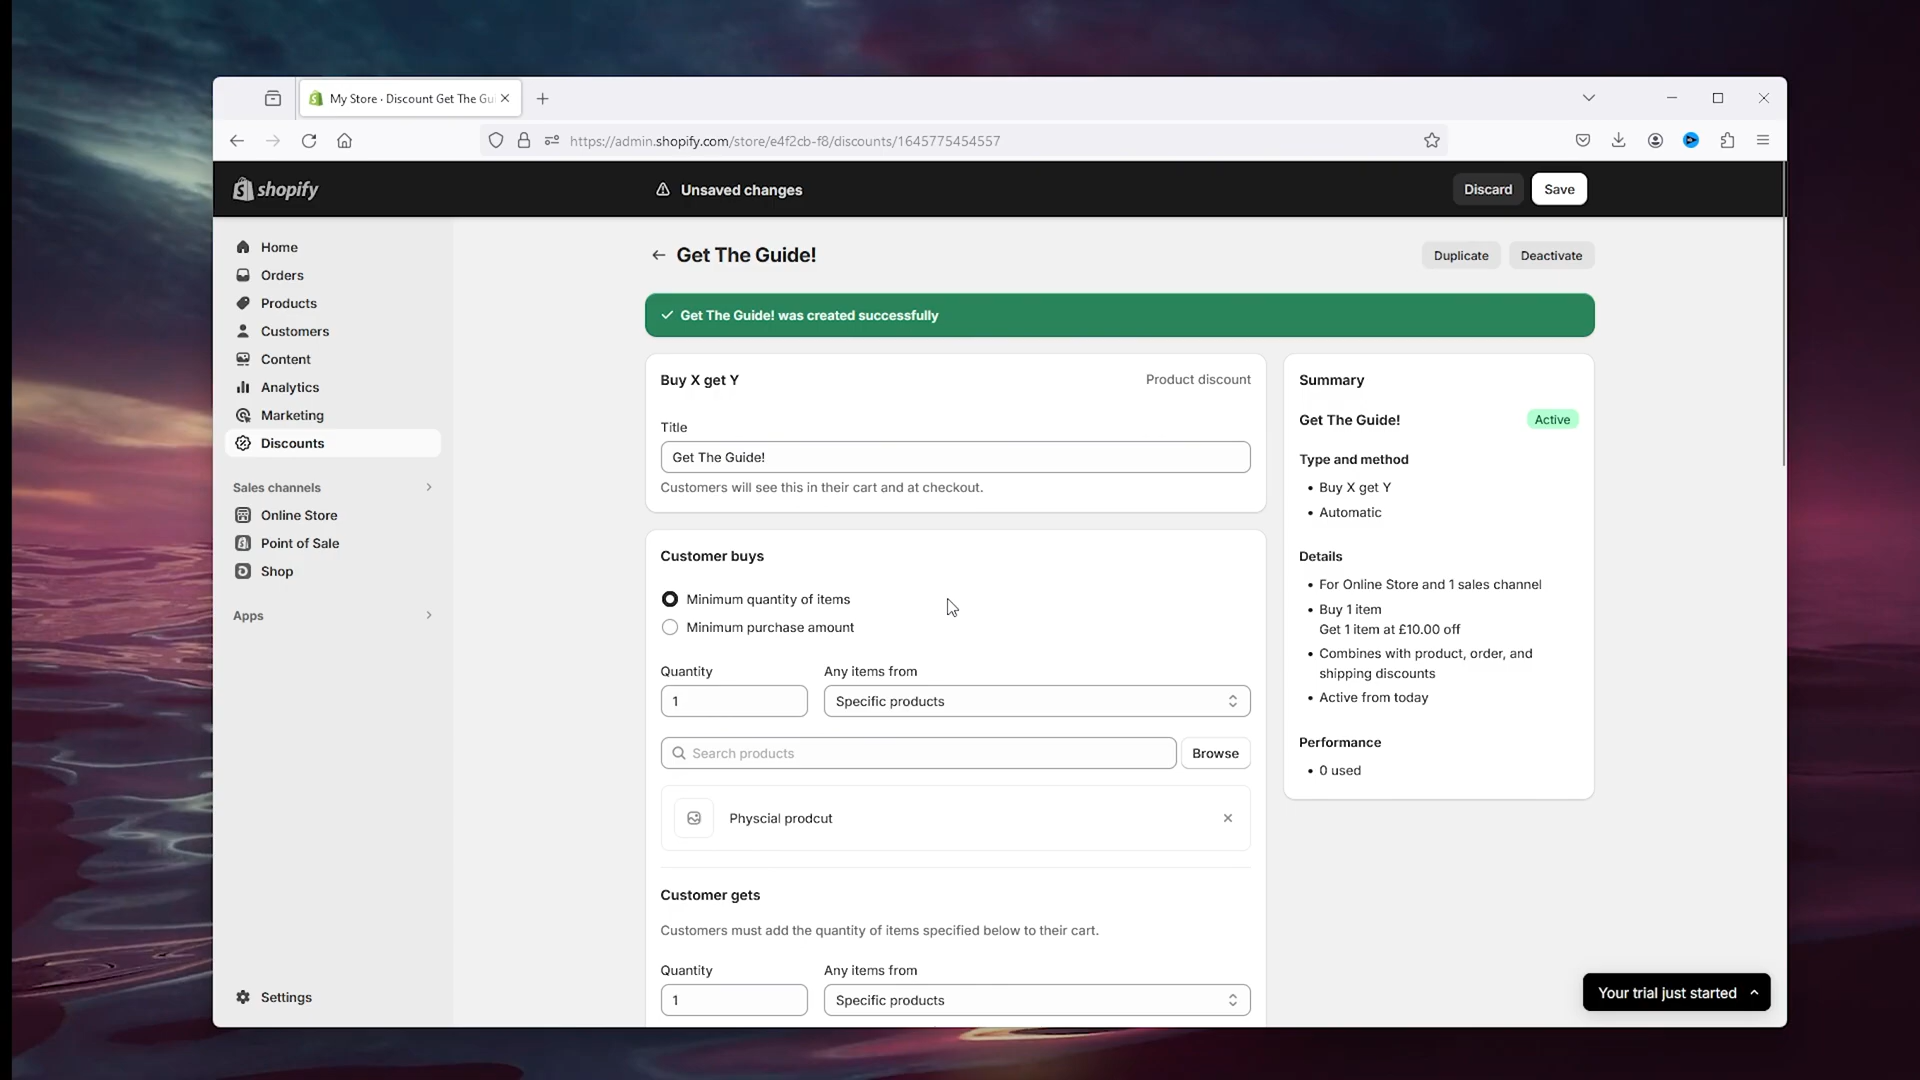 My Store · Discount Get The Gui
https://admin.shopify.com/store/e4f2cb-f8/discounts/1645775454557
shopify
Unsaved changes
Discard
Save
Home
Orders
Products
Customers
Content
Analytics
Marketing
Discounts
Sales channels
Online Store
Point of Sale
Shop
Apps
Settings
Get The Guide!
Duplicate
Deactivate
Get The Guide! was created successfully
Buy X get Y
Product discount
Title
Get The Guide!
Customers will see this in their cart and at checkout.
Customer buys
Minimum quantity of items
Minimum purchase amount
Quantity
Any items from
1
Specific products
Search products
Browse
Physcial prodcut
Customer gets
Customers must add the quantity of items specified below to their cart.
Quantity
Any items from
1
Specific products
Summary
Get The Guide!
Active
Type and method
• Buy X get Y
• Automatic
Details
• For Online Store and 1 sales channel
• Buy 1 item
Get 1 item at £10.00 off
• Combines with product, order, and
shipping discounts
• Active from today
Performance
• 0 used
Your trial just started